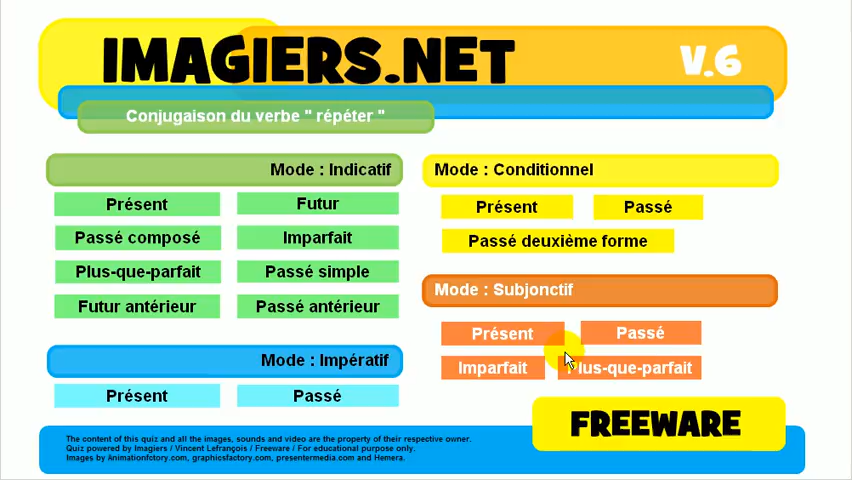 IMAGIERS.NET
V.6
Conjugaison du verbe " répéter "
Mode : Indicatif
Présent
Futur
Passé composé
Imparfait
Plus-que-parfait
Passé simple
Futur antérieur
Passé antérieur
Mode : Impératif
Présent
Passé
Mode : Conditionnel
Présent
Passé
Passé deuxième forme
Mode : Subjonctif
Présent
Passé
Imparfait
Plus-que-parfait
FREEWARE
The content of this quiz and all the images, sounds and video are the property of their respective owner.
Quiz powered by Imagiers / Vincent Lefrançois / Freeware / For educational purpose only.
Images by Animationfctory.com, graphicsfactory.com, presentermedia.com and Hemera.